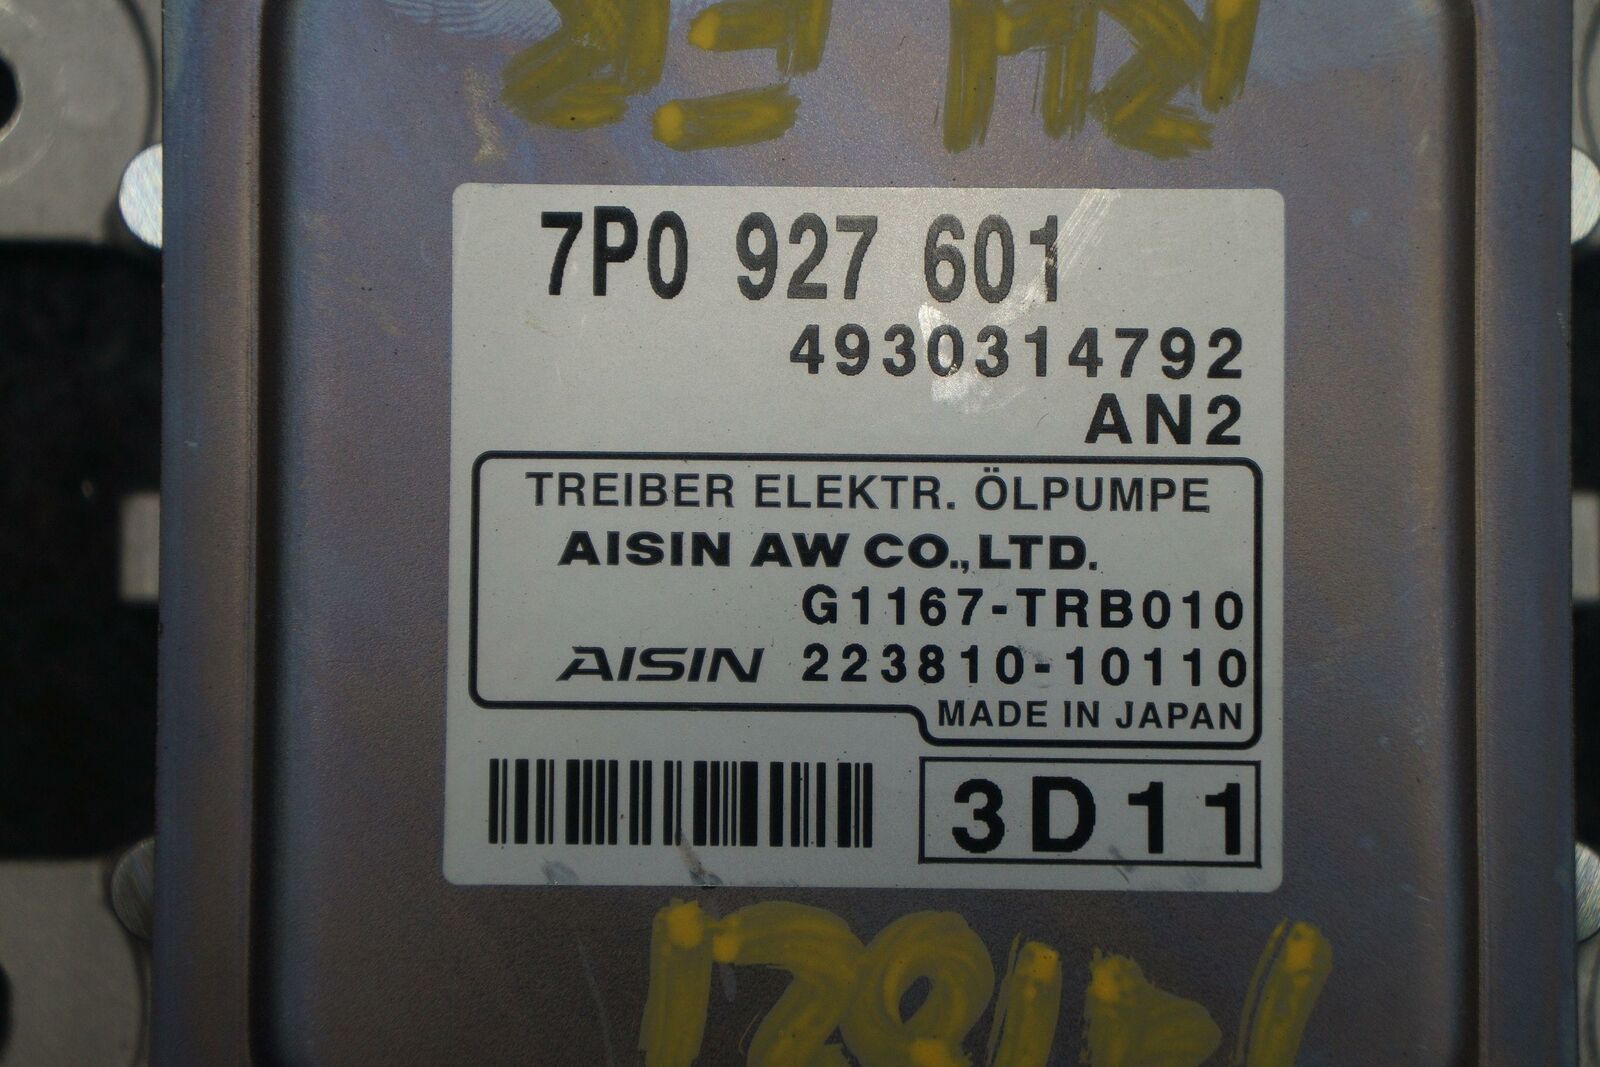 7P0 927 601
4930314792
AN2
TREIBER ELEKTR. ÖLPUMPE
AISIN AW CO.,LTD.
G1167-TRB010
AISIN 223810-10110
MADE IN JAPAN
3D11